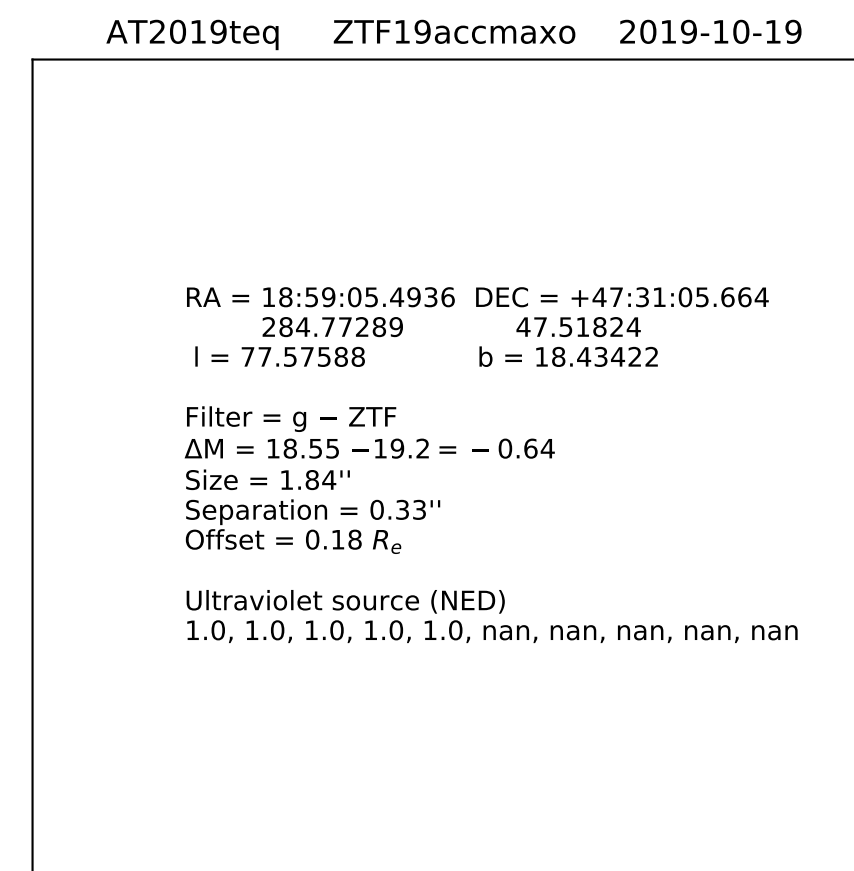 AT2019teq ZTF19accmaxo 2019-10-19
RA = 18:59:05.4936 DEC = +47:31:05.664
284.77289 47.51824
l = 77.57588 b = 18.43422
Filter = g − ZTF
ΔM = 18.55 −19.2 = − 0.64
Size = 1.84''
Separation = 0.33''
Offset = 0.18 Re
Ultraviolet source (NED)
1.0, 1.0, 1.0, 1.0, 1.0, nan, nan, nan, nan, nan